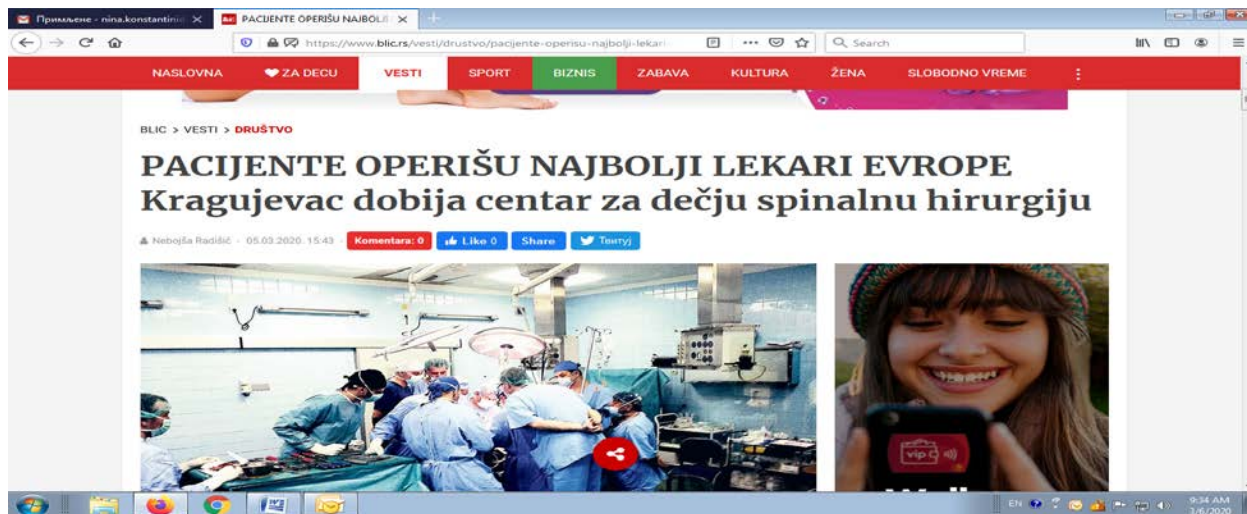 Примљене - nina.konstantini
PACIJENTE OPERIŠU NAJBOLJI
https://www.blic.rs/vesti/drustvo/pacijente-operisu-najbolji-lekari
Search
NASLOVNA ZA DECU VESTI SPORT BIZNIS ZABAVA KULTURA ŽENA SLOBODNO VREME
BLIC > VESTI > DRUŠTVO
PACIJENTE OPERIŠU NAJBOLJI LEKARI EVROPE
Kragujevac dobija centar za dečju spinalnu hirurgiju
Nebojša Radišić - 05.03.2020. 15:43 - Komentara: 0 Like 0 Share Твитуј
vip
EN 9:34 AM
3/6/2020